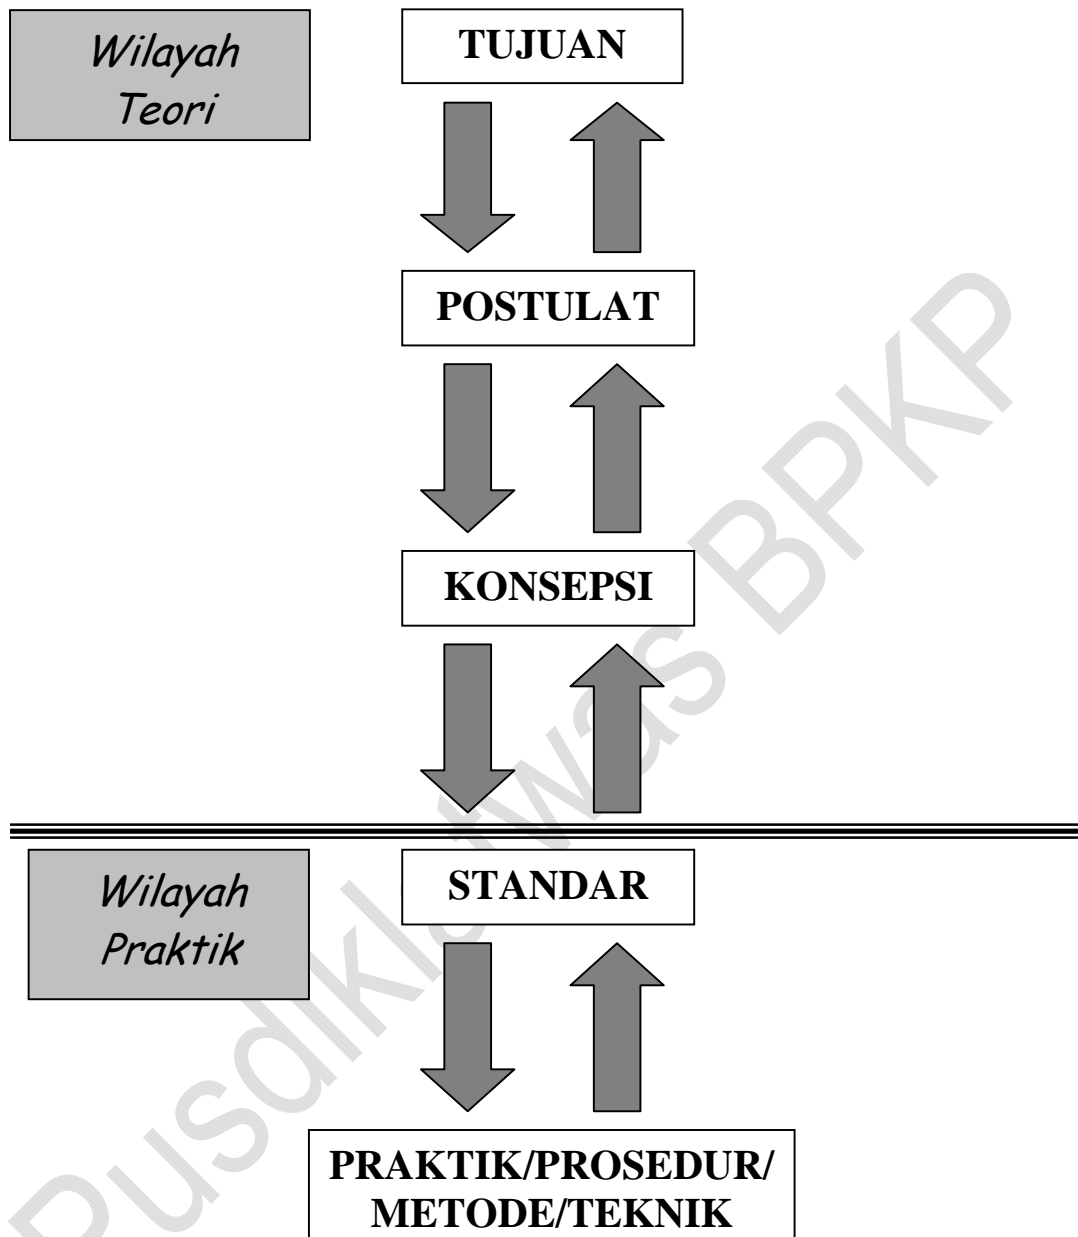 Wilayah
Teori
TUJUAN
POSTULAT
KONSEPSI
Wilayah
Praktik
STANDAR
PRAKTIK/PROSEDUR/
METODE/TEKNIK
Pusdiklatwas BPKP